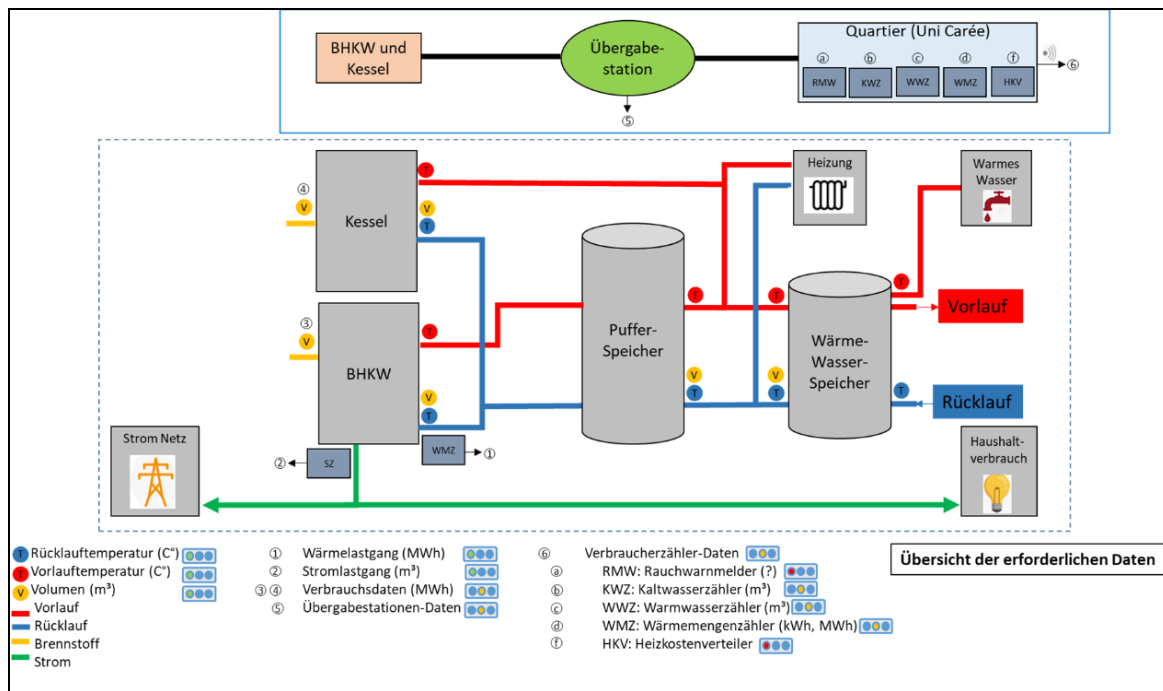 BHKW und
Kessel
Übergabe-
station
⑤
Quartier (Uni Carée)
ⓐ ⓑ ⓒ ⓓ ⓕ
RMW KWZ WWZ WMZ HKV
⑥
④
V
Kessel
T
V
T
③
V
BHKW
T
V
T
SZ
②
WMZ
①
Puffer-
Speicher
T
V
T
Heizung
T
V
T
Wärme-
Wasser-
Speicher
T
T
Warmes
Wasser
Vorlauf
Rücklauf
Strom Netz
Haushalt-
verbrauch
T Rücklauftemperatur (C°)
T Vorlauftemperatur (C°)
V Volumen (m³)
Vorlauf
Rücklauf
Brennstoff
Strom
① Wärmelastgang (MWh)
② Stromlastgang (m³)
③④ Verbrauchsdaten (MWh)
⑤ Übergabestationen-Daten
⑥ Verbraucherzähler-Daten
ⓐ RMW: Rauchwarnmelder (?)
ⓑ KWZ: Kaltwasserzähler (m³)
ⓒ WWZ: Warmwasserzähler (m³)
ⓓ WMZ: Wärmemengenzähler (kWh, MWh)
ⓕ HKV: Heizkostenverteiler
Übersicht der erforderlichen Daten